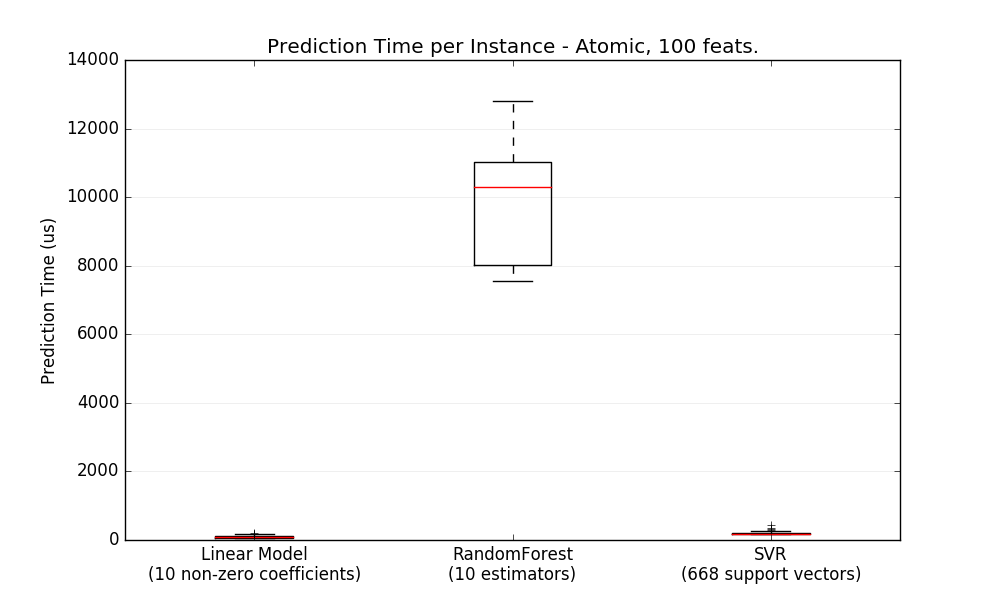 Prediction Time per Instance - Atomic, 100 feats.
14000
12000
10000
8000
6000
4000
2000
0
Prediction Time (us)
Linear Model
(10 non-zero coefficients)
RandomForest
(10 estimators)
SVR
(668 support vectors)